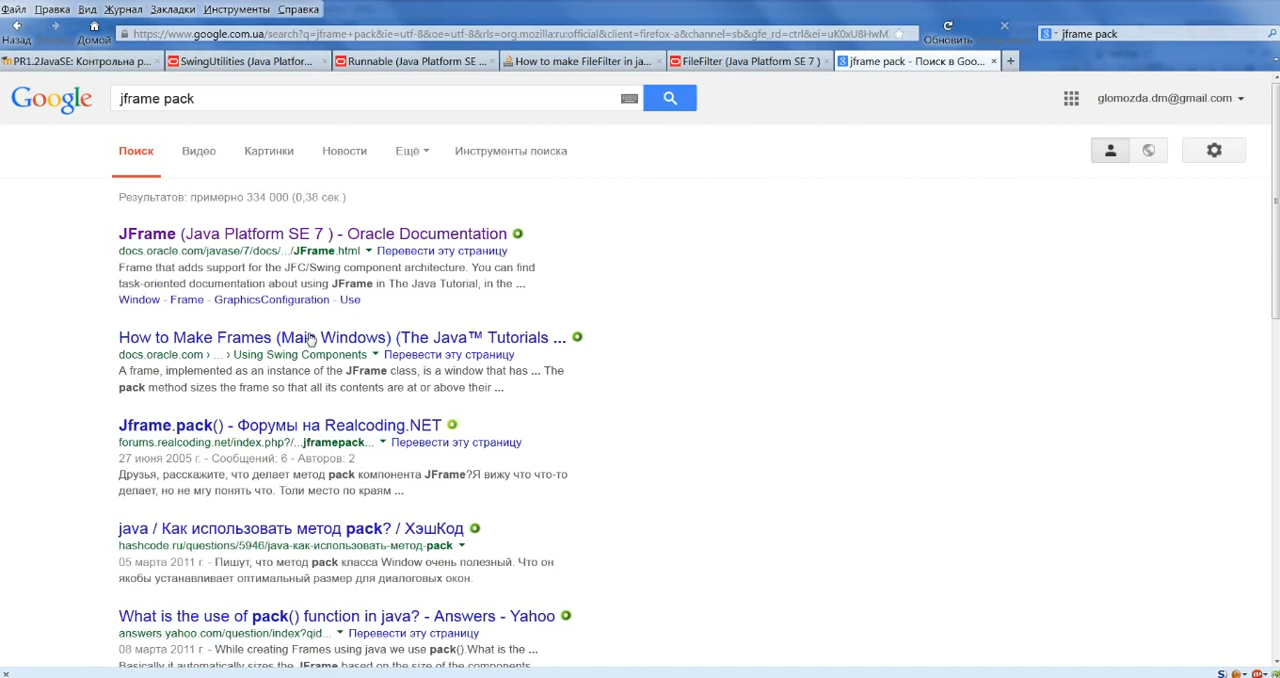 Файл Правка Вид Журнал Закладки Инструменты Справка
Назад Домой https://www.google.com.ua/search?q=jframe+pack&ie=utf-8&oe=utf-8&rls=org.mozilla:ru:official&client=firefox-a&channel=sb&gfe_rd=ctrl&ei=uK0xU8HwM Обновить jframe pack
PR1.2JavaSE: Контрольна р... SwingUtilities (Java Platfor... Runnable (Java Platform SE ... How to make FileFilter in ja... FileFilter (Java Platform SE 7 ) jframe pack - Поиск в Goo...
Google jframe pack glomozda.dm@gmail.com
Поиск Видео Картинки Новости Ещё Инструменты поиска
Результатов: примерно 334 000 (0,38 сек.)
JFrame (Java Platform SE 7 ) - Oracle Documentation
docs.oracle.com/javase/7/docs/.../JFrame.html Перевести эту страницу
Frame that adds support for the JFC/Swing component architecture. You can find
task-oriented documentation about using JFrame in The Java Tutorial, in the ...
Window - Frame - GraphicsConfiguration - Use
How to Make Frames (Main Windows) (The Java™ Tutorials ...
docs.oracle.com › ... › Using Swing Components Перевести эту страницу
A frame, implemented as an instance of the JFrame class, is a window that has ... The
pack method sizes the frame so that all its contents are at or above their ...
Jframe.pack() - Форумы на Realcoding.NET
forums.realcoding.net/index.php?/...jframepack... Перевести эту страницу
27 июня 2005 г. - Сообщений: 6 - Авторов: 2
Друзья, расскажите, что делает метод pack компонента JFrame?Я вижу что что-то
делает, но не мгу понять что. Толи место по краям ...
java / Как использовать метод pack? / ХэшКод
hashcode.ru/questions/5946/java-как-использовать-метод-pack
05 марта 2011 г. - Пишут, что метод pack класса Window очень полезный. Что он
якобы устанавливает оптимальный размер для диалоговых окон.
What is the use of pack() function in java? - Answers - Yahoo
answers.yahoo.com/question/index?qid... Перевести эту страницу
08 марта 2011 г. - While creating Frames using java we use pack().What is the ...
Basically it automatically sizes the JFrame based on the size of the components